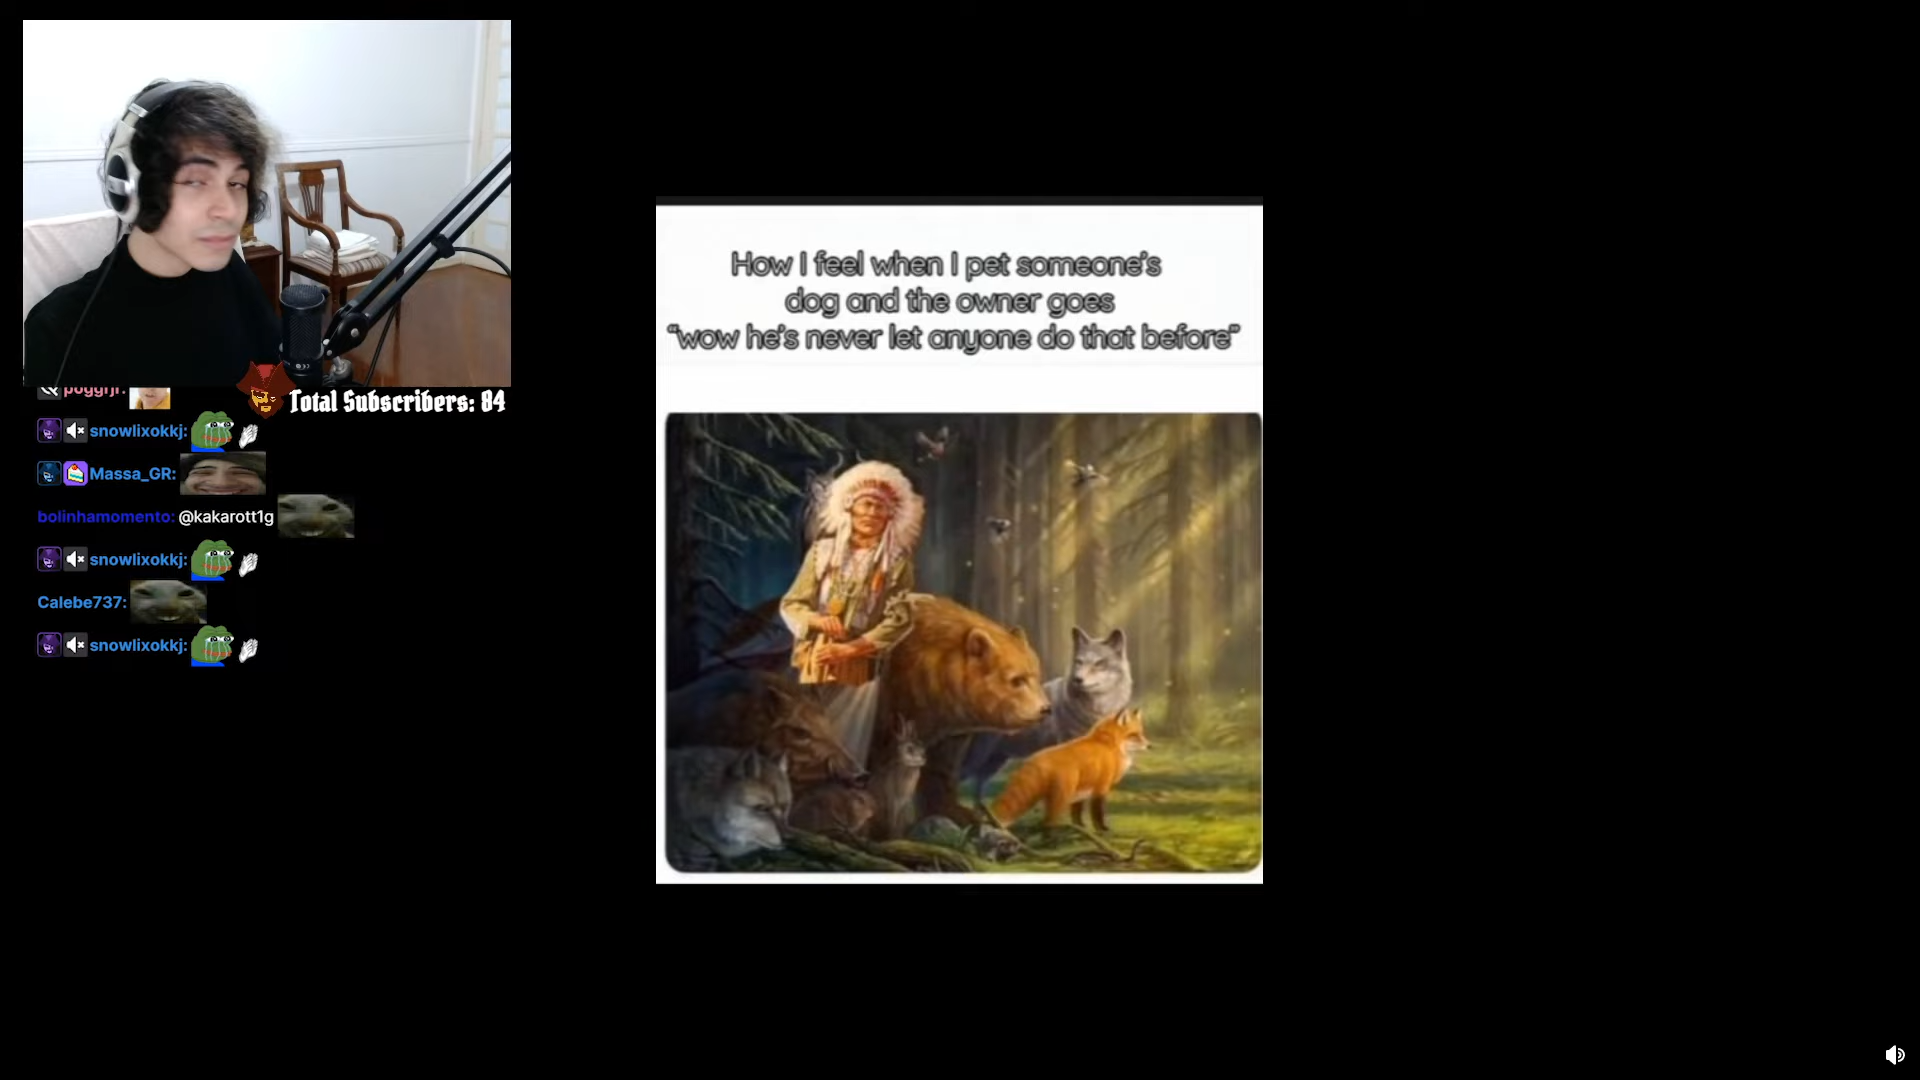 poggrjr:
Total Subscribers: 84
snowlixokkj:
Massa_GR:
bolinhamomento: @kakarott1g
snowlixokkj:
Calebe737:
snowlixokkj:
How I feel when I pet someone's
dog and the owner goes
“wow he's never let anyone do that before”